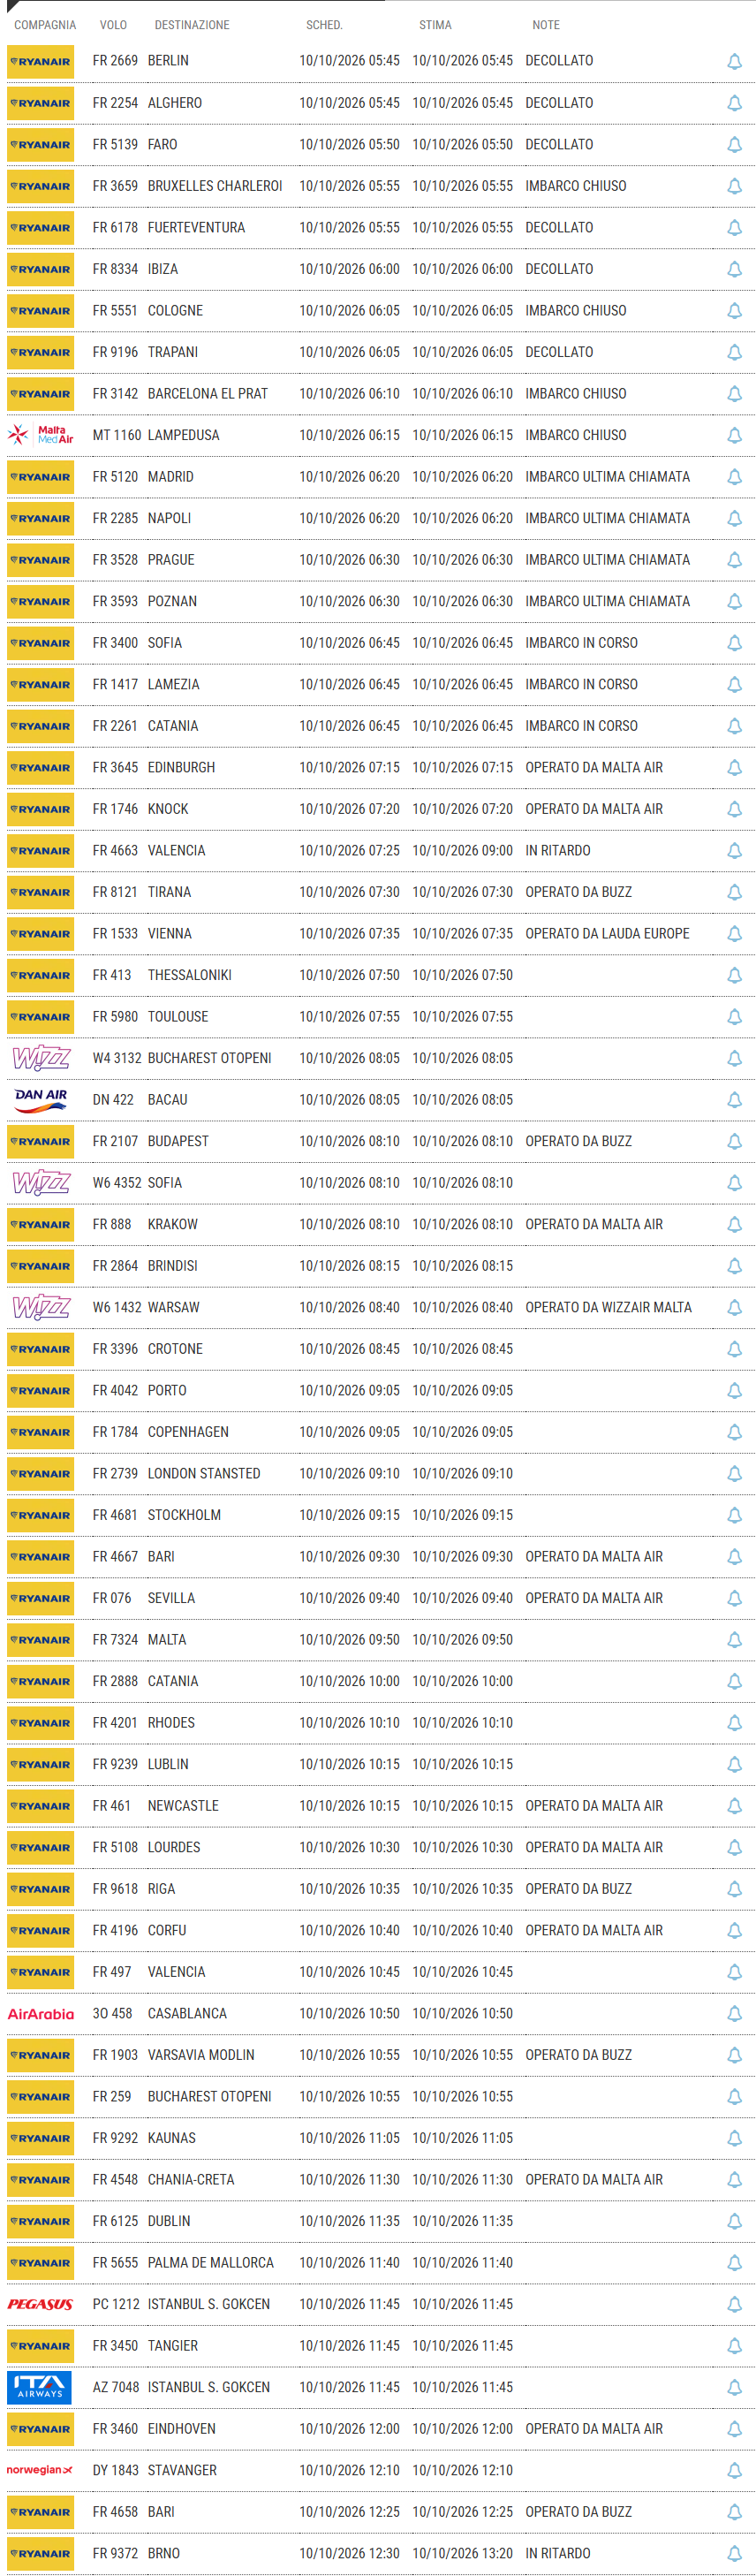 COMPAGNIA VOLO DESTINAZIONE SCHED. STIMA NOTE
RYANAIR FR 2669 BERLIN 10/10/2026 05:45 10/10/2026 05:45 DECOLLATO
RYANAIR FR 2254 ALGHERO 10/10/2026 05:45 10/10/2026 05:45 DECOLLATO
RYANAIR FR 5139 FARO 10/10/2026 05:50 10/10/2026 05:50 DECOLLATO
RYANAIR FR 3659 BRUXELLES CHARLEROI 10/10/2026 05:55 10/10/2026 05:55 IMBARCO CHIUSO
RYANAIR FR 6178 FUERTEVENTURA 10/10/2026 05:55 10/10/2026 05:55 DECOLLATO
RYANAIR FR 8334 IBIZA 10/10/2026 06:00 10/10/2026 06:00 DECOLLATO
RYANAIR FR 5551 COLOGNE 10/10/2026 06:05 10/10/2026 06:05 IMBARCO CHIUSO
RYANAIR FR 9196 TRAPANI 10/10/2026 06:05 10/10/2026 06:05 DECOLLATO
RYANAIR FR 3142 BARCELONA EL PRAT 10/10/2026 06:10 10/10/2026 06:10 IMBARCO CHIUSO
Malta MedAir MT 1160 LAMPEDUSA 10/10/2026 06:15 10/10/2026 06:15 IMBARCO CHIUSO
RYANAIR FR 5120 MADRID 10/10/2026 06:20 10/10/2026 06:20 IMBARCO ULTIMA CHIAMATA
RYANAIR FR 2285 NAPOLI 10/10/2026 06:20 10/10/2026 06:20 IMBARCO ULTIMA CHIAMATA
RYANAIR FR 3528 PRAGUE 10/10/2026 06:30 10/10/2026 06:30 IMBARCO ULTIMA CHIAMATA
RYANAIR FR 3593 POZNAN 10/10/2026 06:30 10/10/2026 06:30 IMBARCO ULTIMA CHIAMATA
RYANAIR FR 3400 SOFIA 10/10/2026 06:45 10/10/2026 06:45 IMBARCO IN CORSO
RYANAIR FR 1417 LAMEZIA 10/10/2026 06:45 10/10/2026 06:45 IMBARCO IN CORSO
RYANAIR FR 2261 CATANIA 10/10/2026 06:45 10/10/2026 06:45 IMBARCO IN CORSO
RYANAIR FR 3645 EDINBURGH 10/10/2026 07:15 10/10/2026 07:15 OPERATO DA MALTA AIR
RYANAIR FR 1746 KNOCK 10/10/2026 07:20 10/10/2026 07:20 OPERATO DA MALTA AIR
RYANAIR FR 4663 VALENCIA 10/10/2026 07:25 10/10/2026 09:00 IN RITARDO
RYANAIR FR 8121 TIRANA 10/10/2026 07:30 10/10/2026 07:30 OPERATO DA BUZZ
RYANAIR FR 1533 VIENNA 10/10/2026 07:35 10/10/2026 07:35 OPERATO DA LAUDA EUROPE
RYANAIR FR 413 THESSALONIKI 10/10/2026 07:50 10/10/2026 07:50
RYANAIR FR 5980 TOULOUSE 10/10/2026 07:55 10/10/2026 07:55
WIZZ W4 3132 BUCHAREST OTOPENI 10/10/2026 08:05 10/10/2026 08:05
DAN AIR DN 422 BACAU 10/10/2026 08:05 10/10/2026 08:05
RYANAIR FR 2107 BUDAPEST 10/10/2026 08:10 10/10/2026 08:10 OPERATO DA BUZZ
WIZZ W6 4352 SOFIA 10/10/2026 08:10 10/10/2026 08:10
RYANAIR FR 888 KRAKOW 10/10/2026 08:10 10/10/2026 08:10 OPERATO DA MALTA AIR
RYANAIR FR 2864 BRINDISI 10/10/2026 08:15 10/10/2026 08:15
WIZZ W6 1432 WARSAW 10/10/2026 08:40 10/10/2026 08:40 OPERATO DA WIZZAIR MALTA
RYANAIR FR 3396 CROTONE 10/10/2026 08:45 10/10/2026 08:45
RYANAIR FR 4042 PORTO 10/10/2026 09:05 10/10/2026 09:05
RYANAIR FR 1784 COPENHAGEN 10/10/2026 09:05 10/10/2026 09:05
RYANAIR FR 2739 LONDON STANSTED 10/10/2026 09:10 10/10/2026 09:10
RYANAIR FR 4681 STOCKHOLM 10/10/2026 09:15 10/10/2026 09:15
RYANAIR FR 4667 BARI 10/10/2026 09:30 10/10/2026 09:30 OPERATO DA MALTA AIR
RYANAIR FR 076 SEVILLA 10/10/2026 09:40 10/10/2026 09:40 OPERATO DA MALTA AIR
RYANAIR FR 7324 MALTA 10/10/2026 09:50 10/10/2026 09:50
RYANAIR FR 2888 CATANIA 10/10/2026 10:00 10/10/2026 10:00
RYANAIR FR 4201 RHODES 10/10/2026 10:10 10/10/2026 10:10
RYANAIR FR 9239 LUBLIN 10/10/2026 10:15 10/10/2026 10:15
RYANAIR FR 461 NEWCASTLE 10/10/2026 10:15 10/10/2026 10:15 OPERATO DA MALTA AIR
RYANAIR FR 5108 LOURDES 10/10/2026 10:30 10/10/2026 10:30 OPERATO DA MALTA AIR
RYANAIR FR 9618 RIGA 10/10/2026 10:35 10/10/2026 10:35 OPERATO DA BUZZ
RYANAIR FR 4196 CORFU 10/10/2026 10:40 10/10/2026 10:40 OPERATO DA MALTA AIR
RYANAIR FR 497 VALENCIA 10/10/2026 10:45 10/10/2026 10:45
AirArabia 3O 458 CASABLANCA 10/10/2026 10:50 10/10/2026 10:50
RYANAIR FR 1903 VARSAVIA MODLIN 10/10/2026 10:55 10/10/2026 10:55 OPERATO DA BUZZ
RYANAIR FR 259 BUCHAREST OTOPENI 10/10/2026 10:55 10/10/2026 10:55
RYANAIR FR 9292 KAUNAS 10/10/2026 11:05 10/10/2026 11:05
RYANAIR FR 4548 CHANIA-CRETA 10/10/2026 11:30 10/10/2026 11:30 OPERATO DA MALTA AIR
RYANAIR FR 6125 DUBLIN 10/10/2026 11:35 10/10/2026 11:35
RYANAIR FR 5655 PALMA DE MALLORCA 10/10/2026 11:40 10/10/2026 11:40
PEGASUS PC 1212 ISTANBUL S. GOKCEN 10/10/2026 11:45 10/10/2026 11:45
RYANAIR FR 3450 TANGIER 10/10/2026 11:45 10/10/2026 11:45
ITA AIRWAYS AZ 7048 ISTANBUL S. GOKCEN 10/10/2026 11:45 10/10/2026 11:45
RYANAIR FR 3460 EINDHOVEN 10/10/2026 12:00 10/10/2026 12:00 OPERATO DA MALTA AIR
norwegian DY 1843 STAVANGER 10/10/2026 12:10 10/10/2026 12:10
RYANAIR FR 4658 BARI 10/10/2026 12:25 10/10/2026 12:25 OPERATO DA BUZZ
RYANAIR FR 9372 BRNO 10/10/2026 12:30 10/10/2026 13:20 IN RITARDO